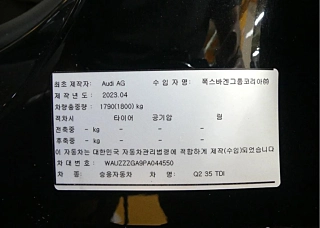 최초 제작자: Audi AG 수 입 자 명: 폭스바겐그룹코리아㈜
제 작 년 도: 2023.04
차량총중량: 1790(1800) kg
적차시 타이어 공기압 림
전축중 - kg - - -
후축중 - kg - - -
이 자동차는 대한민국 자동차관리법령에 적합하게 제작(수입)되었습니다
차 대 번 호: WAUZZZGA9PA044550
차 종: 승용자동차 차 명: Q2 35 TDI